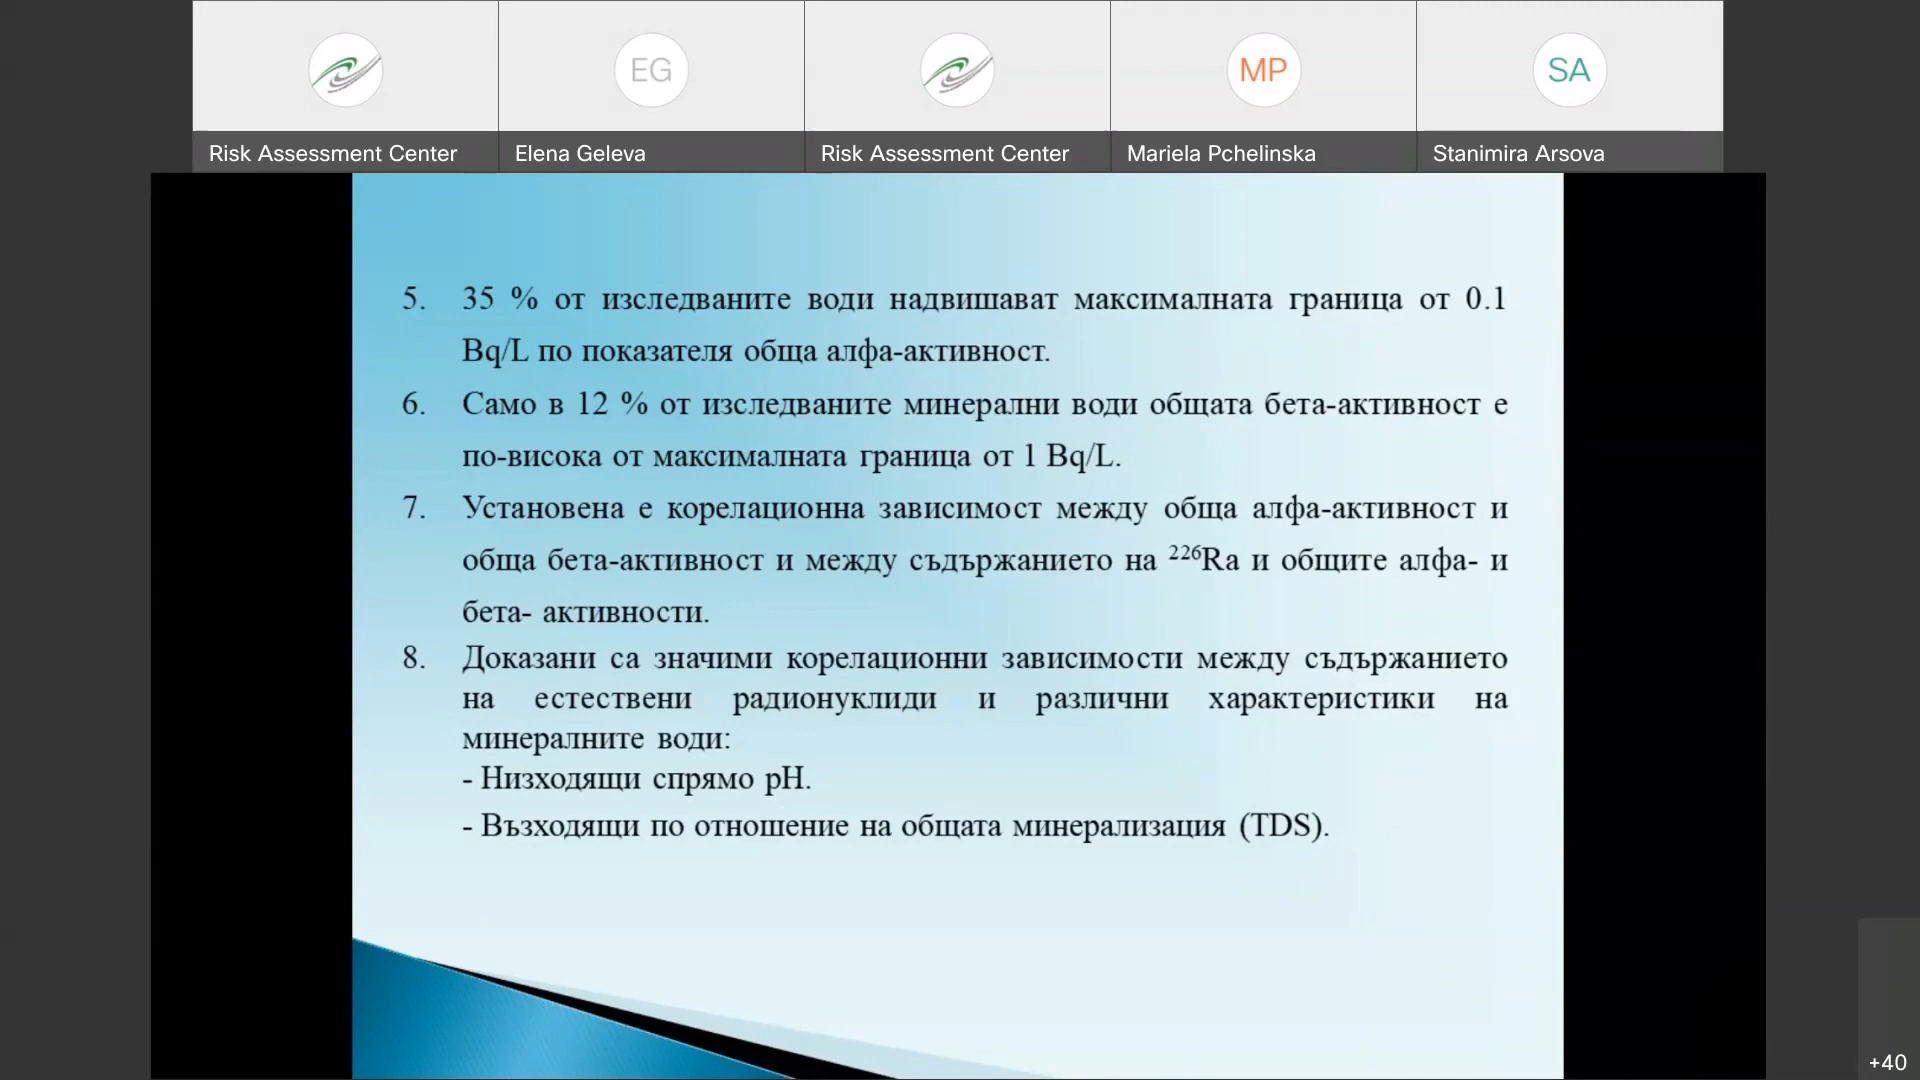 EG
MP
SA
Risk Assessment Center
Elena Geleva
Risk Assessment Center
Mariela Pchelinska
Stanimira Arsova
5. 35 % от изследваните води надвишават максималната граница от 0.1
Bq/L по показателя обща алфа-активност.
6. Само в 12 % от изследваните минерални води общата бета-активност е
по-висока от максималната граница от 1 Bq/L.
7. Установена е корелационна зависимост между обща алфа-активност и
обща бета-активност и между съдържанието на ²²⁶Ra и общите алфа- и
бета- активности.
8. Доказани са значими корелационни зависимости между съдържанието
на естествени радионуклиди и различни характеристики на
минералните води:
- Низходящи спрямо pH.
- Възходящи по отношение на общата минерализация (TDS).
+40